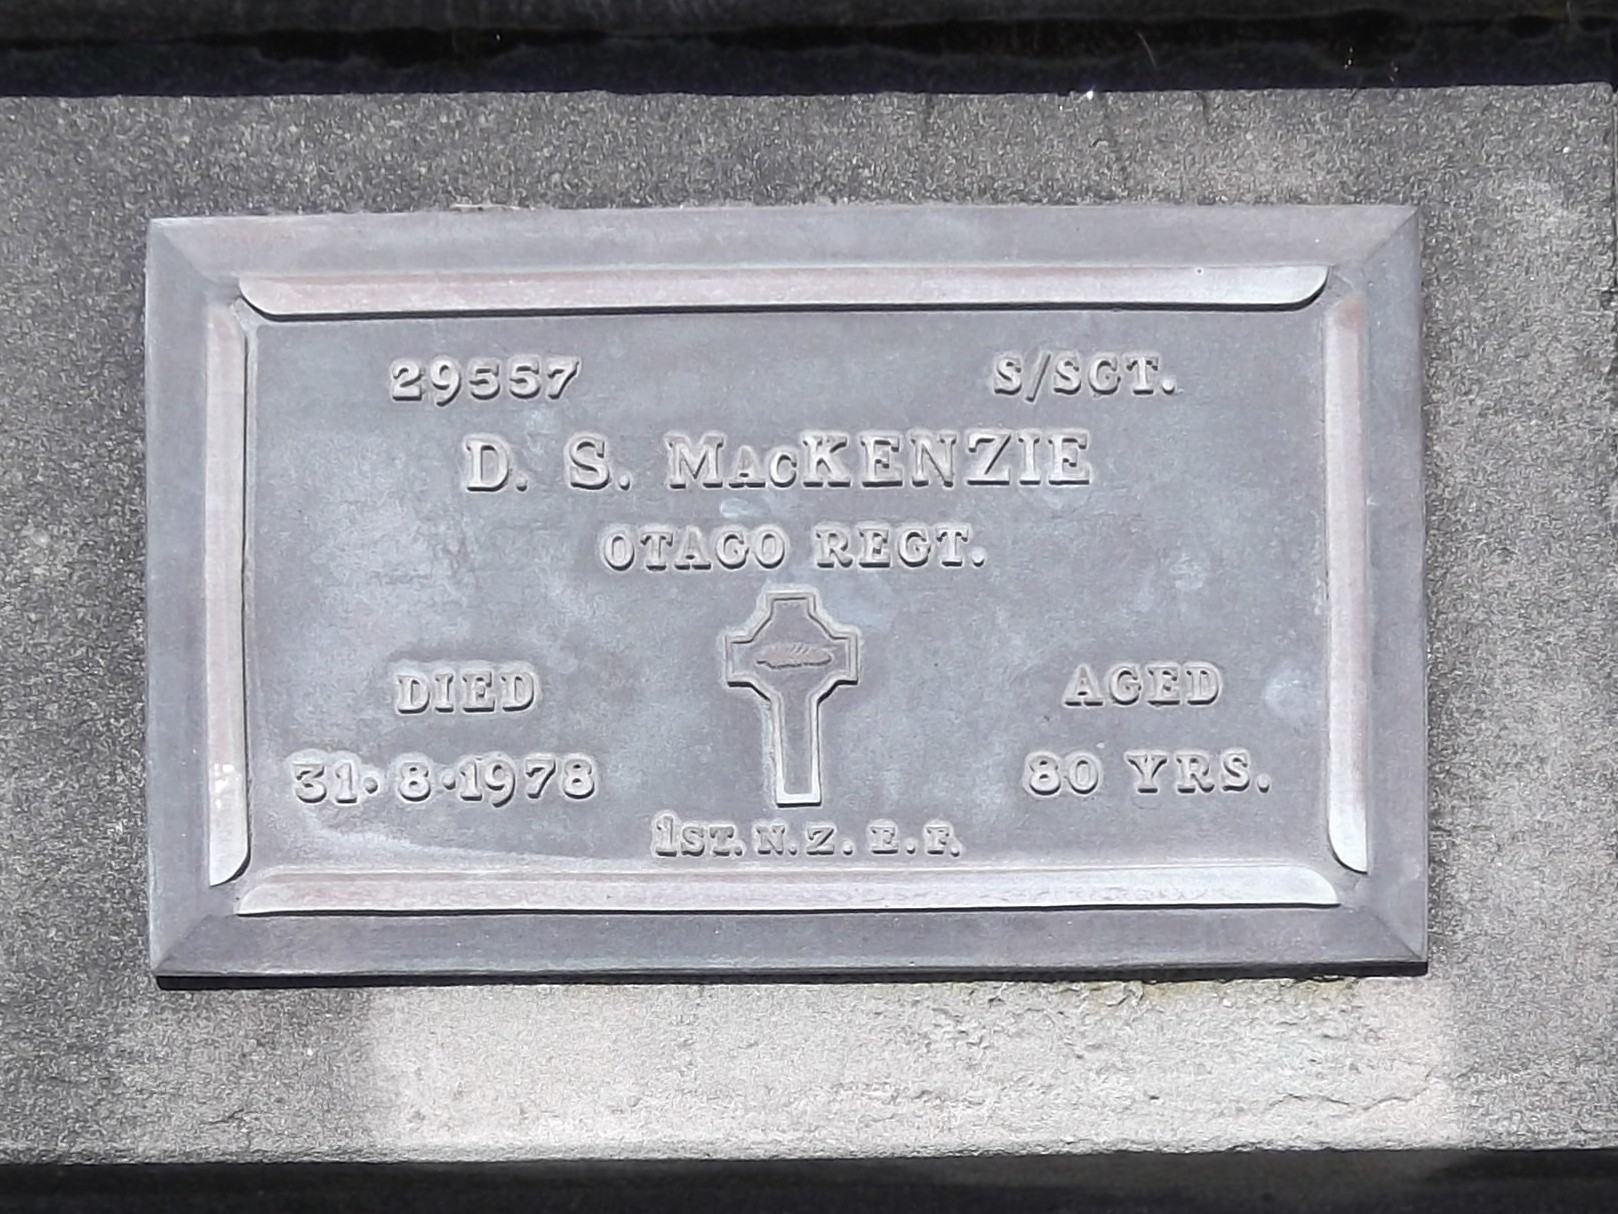 29557 S/SGT.
D. S. MacKENZIE
OTAGO REGT.
DIED AGED
31·8·1978 80 YRS.
1ST. N.Z.E.F.